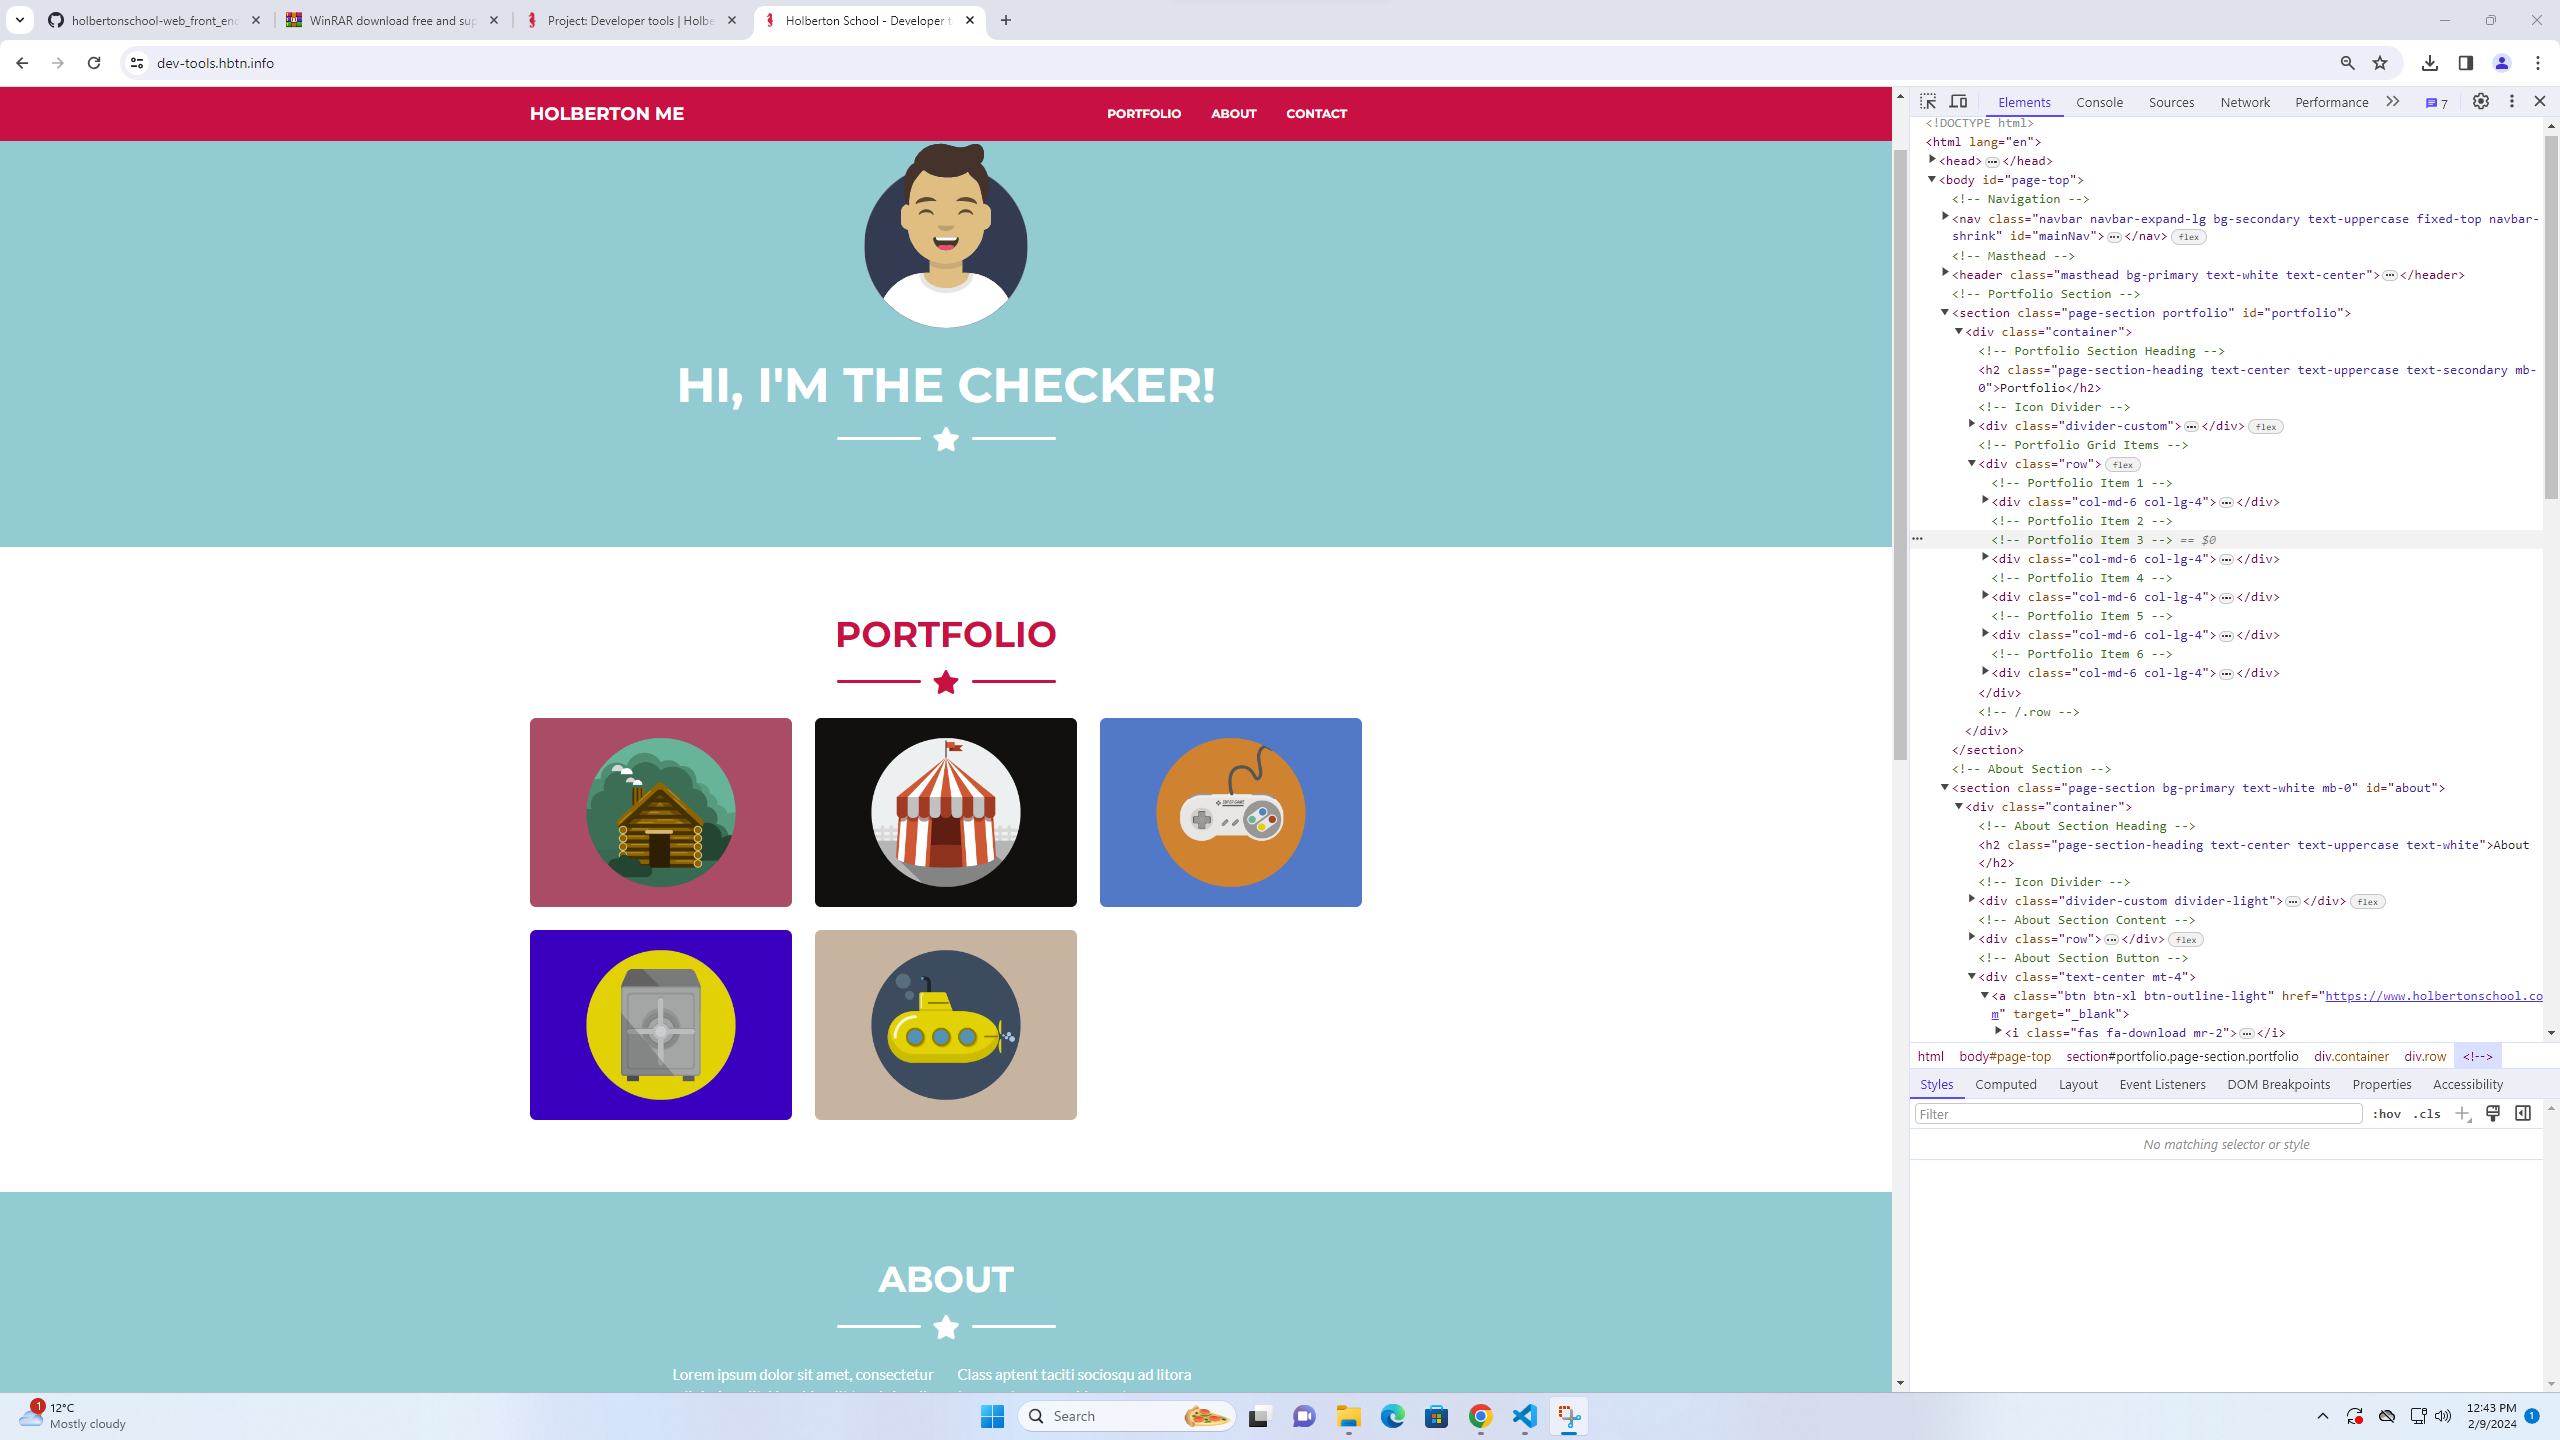 holbertonschool-web_front_end
WinRAR download free and sup
Project: Developer tools | Holbe
Holberton School - Developer t
dev-tools.hbtn.info
HOLBERTON ME
PORTFOLIO ABOUT CONTACT
HI, I'M THE CHECKER!
PORTFOLIO
ABOUT
Lorem ipsum dolor sit amet, consectetur
Class aptent taciti sociosqu ad litora
Elements Console Sources Network Performance 7
<!DOCTYPE html>
<html lang="en">
<head> </head>
<body id="page-top">
<!-- Navigation -->
<nav class="navbar navbar-expand-lg bg-secondary text-uppercase fixed-top navbar-
shrink" id="mainNav"> </nav> flex
<!-- Masthead -->
<header class="masthead bg-primary text-white text-center"> </header>
<!-- Portfolio Section -->
<section class="page-section portfolio" id="portfolio">
<div class="container">
<!-- Portfolio Section Heading -->
<h2 class="page-section-heading text-center text-uppercase text-secondary mb-
0">Portfolio</h2>
<!-- Icon Divider -->
<div class="divider-custom"> </div> flex
<!-- Portfolio Grid Items -->
<div class="row"> flex
<!-- Portfolio Item 1 -->
<div class="col-md-6 col-lg-4"> </div>
<!-- Portfolio Item 2 -->
<!-- Portfolio Item 3 --> == $0
<div class="col-md-6 col-lg-4"> </div>
<!-- Portfolio Item 4 -->
<div class="col-md-6 col-lg-4"> </div>
<!-- Portfolio Item 5 -->
<div class="col-md-6 col-lg-4"> </div>
<!-- Portfolio Item 6 -->
<div class="col-md-6 col-lg-4"> </div>
</div>
<!-- /.row -->
</div>
</section>
<!-- About Section -->
<section class="page-section bg-primary text-white mb-0" id="about">
<div class="container">
<!-- About Section Heading -->
<h2 class="page-section-heading text-center text-uppercase text-white">About
</h2>
<!-- Icon Divider -->
<div class="divider-custom divider-light"> </div> flex
<!-- About Section Content -->
<div class="row"> </div> flex
<!-- About Section Button -->
<div class="text-center mt-4">
<a class="btn btn-xl btn-outline-light" href="https://www.holbertonschool.co
m" target="_blank">
<i class="fas fa-download mr-2"> </i>
html body#page-top section#portfolio.page-section.portfolio div.container div.row <!-->
Styles Computed Layout Event Listeners DOM Breakpoints Properties Accessibility
Filter :hov .cls
No matching selector or style
1
12°C
Mostly cloudy
Search
12:43 PM
2/9/2024
1